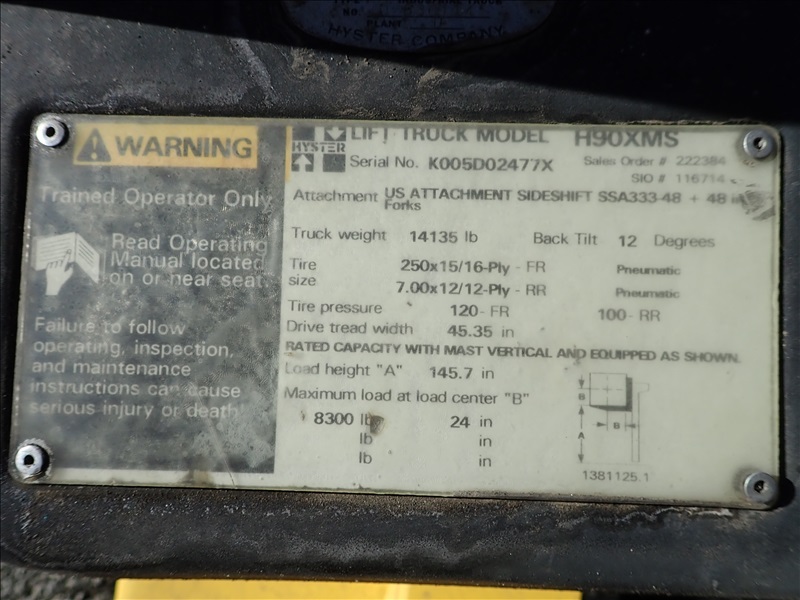 NO
PLANT
HYSTER COMPANY
WARNING
Trained Operator Only
Read Operating
Manual located
on or near seat.
Failure to follow
operating, inspection,
and maintenance
instructions can cause
serious injury or death
HYSTER
LIFT TRUCK MODEL H90XMS
Serial No. K005D02477X Sales Order # 222384
SIO # 116714
Attachment US ATTACHMENT SIDESHIFT SSA333-48 + 48 in
Forks
Truck weight 14135 lb Back Tilt 12 Degrees
Tire size 250x15/16-Ply - FR Pneumatic
7.00x12/12-Ply - RR Pneumatic
Tire pressure 120- FR 100- RR
Drive tread width 45.35 in
RATED CAPACITY WITH MAST VERTICAL AND EQUIPPED AS SHOWN.
Load height "A" 145.7 in
Maximum load at load center "B"
8300 lb 24 in
lb in
lb in
B
B
A
1381125.1